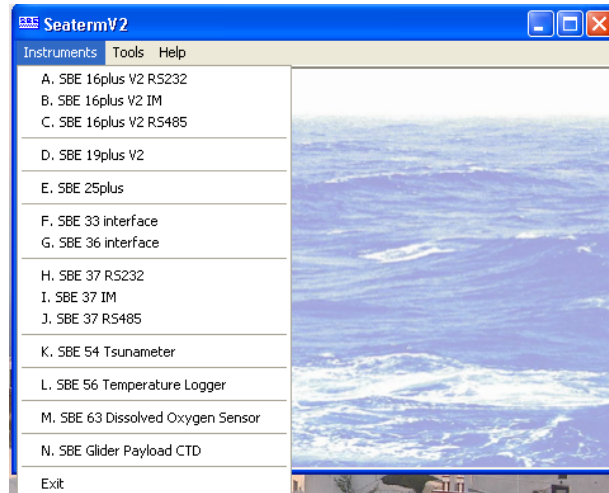 SBE SeatermV2
Instruments Tools Help
A. SBE 16plus V2 RS232
B. SBE 16plus V2 IM
C. SBE 16plus V2 RS485
D. SBE 19plus V2
E. SBE 25plus
F. SBE 33 interface
G. SBE 36 interface
H. SBE 37 RS232
I. SBE 37 IM
J. SBE 37 RS485
K. SBE 54 Tsunameter
L. SBE 56 Temperature Logger
M. SBE 63 Dissolved Oxygen Sensor
N. SBE Glider Payload CTD
Exit